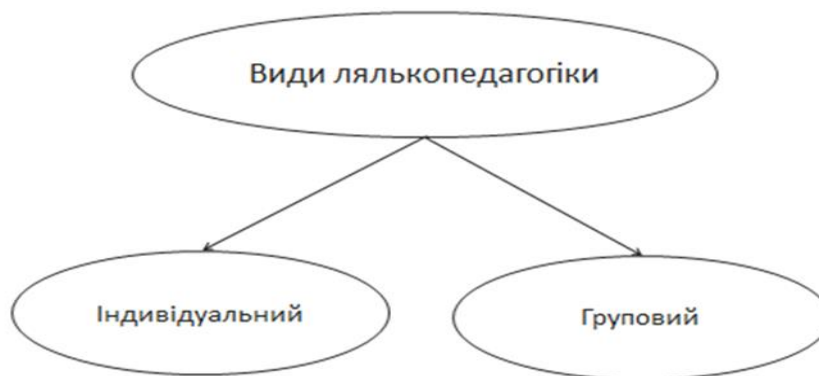 Види лялькопедагогіки
Індивідуальний
Груповий